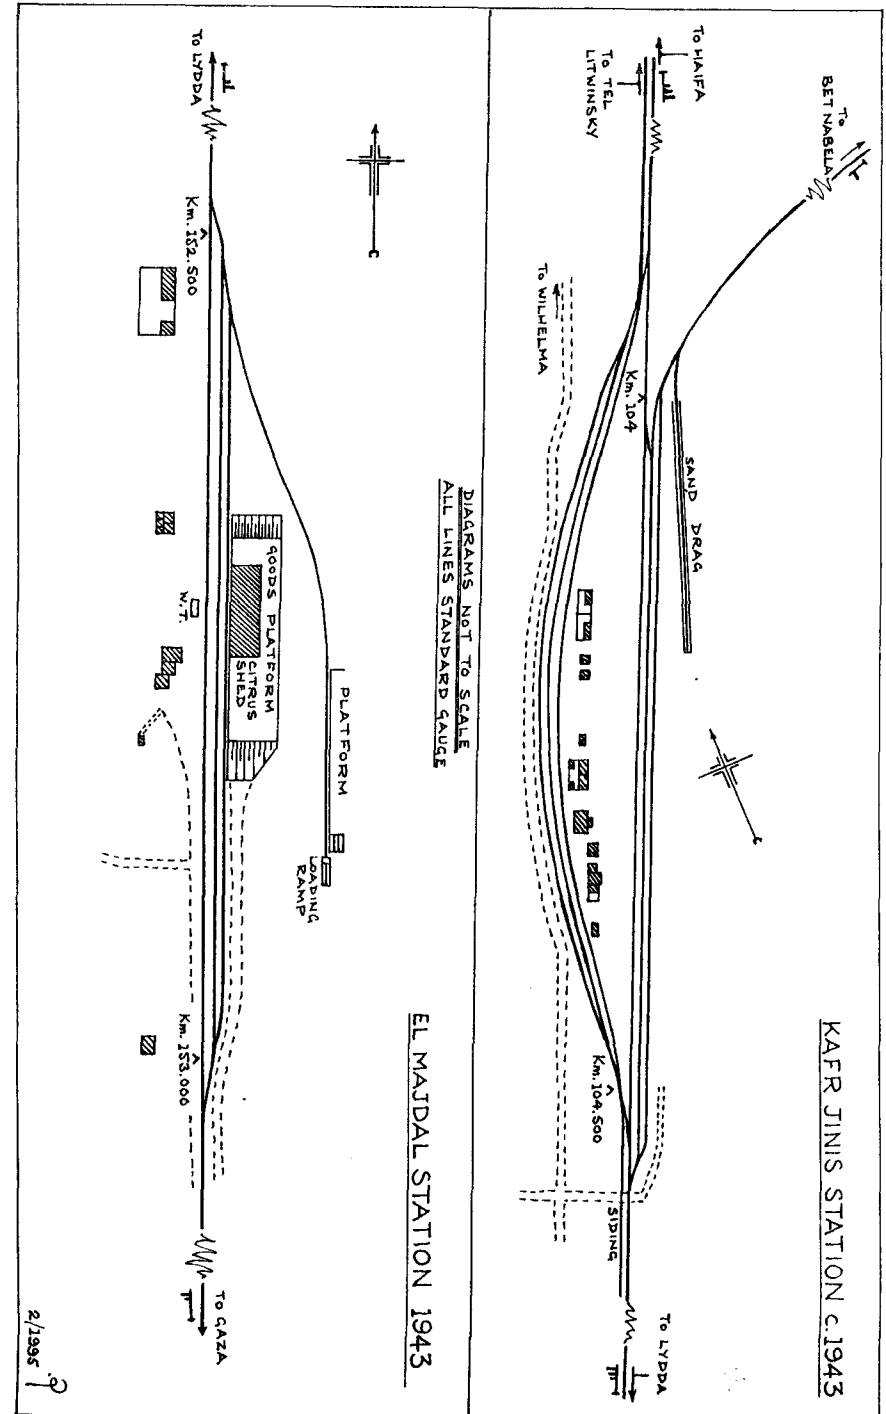 KAFR JINIS STATION c.1943
TO
BET NABELA
TO HAIFA
TO TEL
LITWINSKY
TO WILHELMA
Km. 104
SAND DRAG
Km. 104.500
SIDING
TO LYDDA
DIAGRAMS NOT TO SCALE
ALL LINES STANDARD GAUGE
EL MAJDAL STATION 1943
TO LYDDA
Km. 152.500
GOODS PLATFORM
CITRUS
SHED
W.T.
PLATFORM
LOADING
RAMP
Km. 153.000
TO GAZA
2/1995